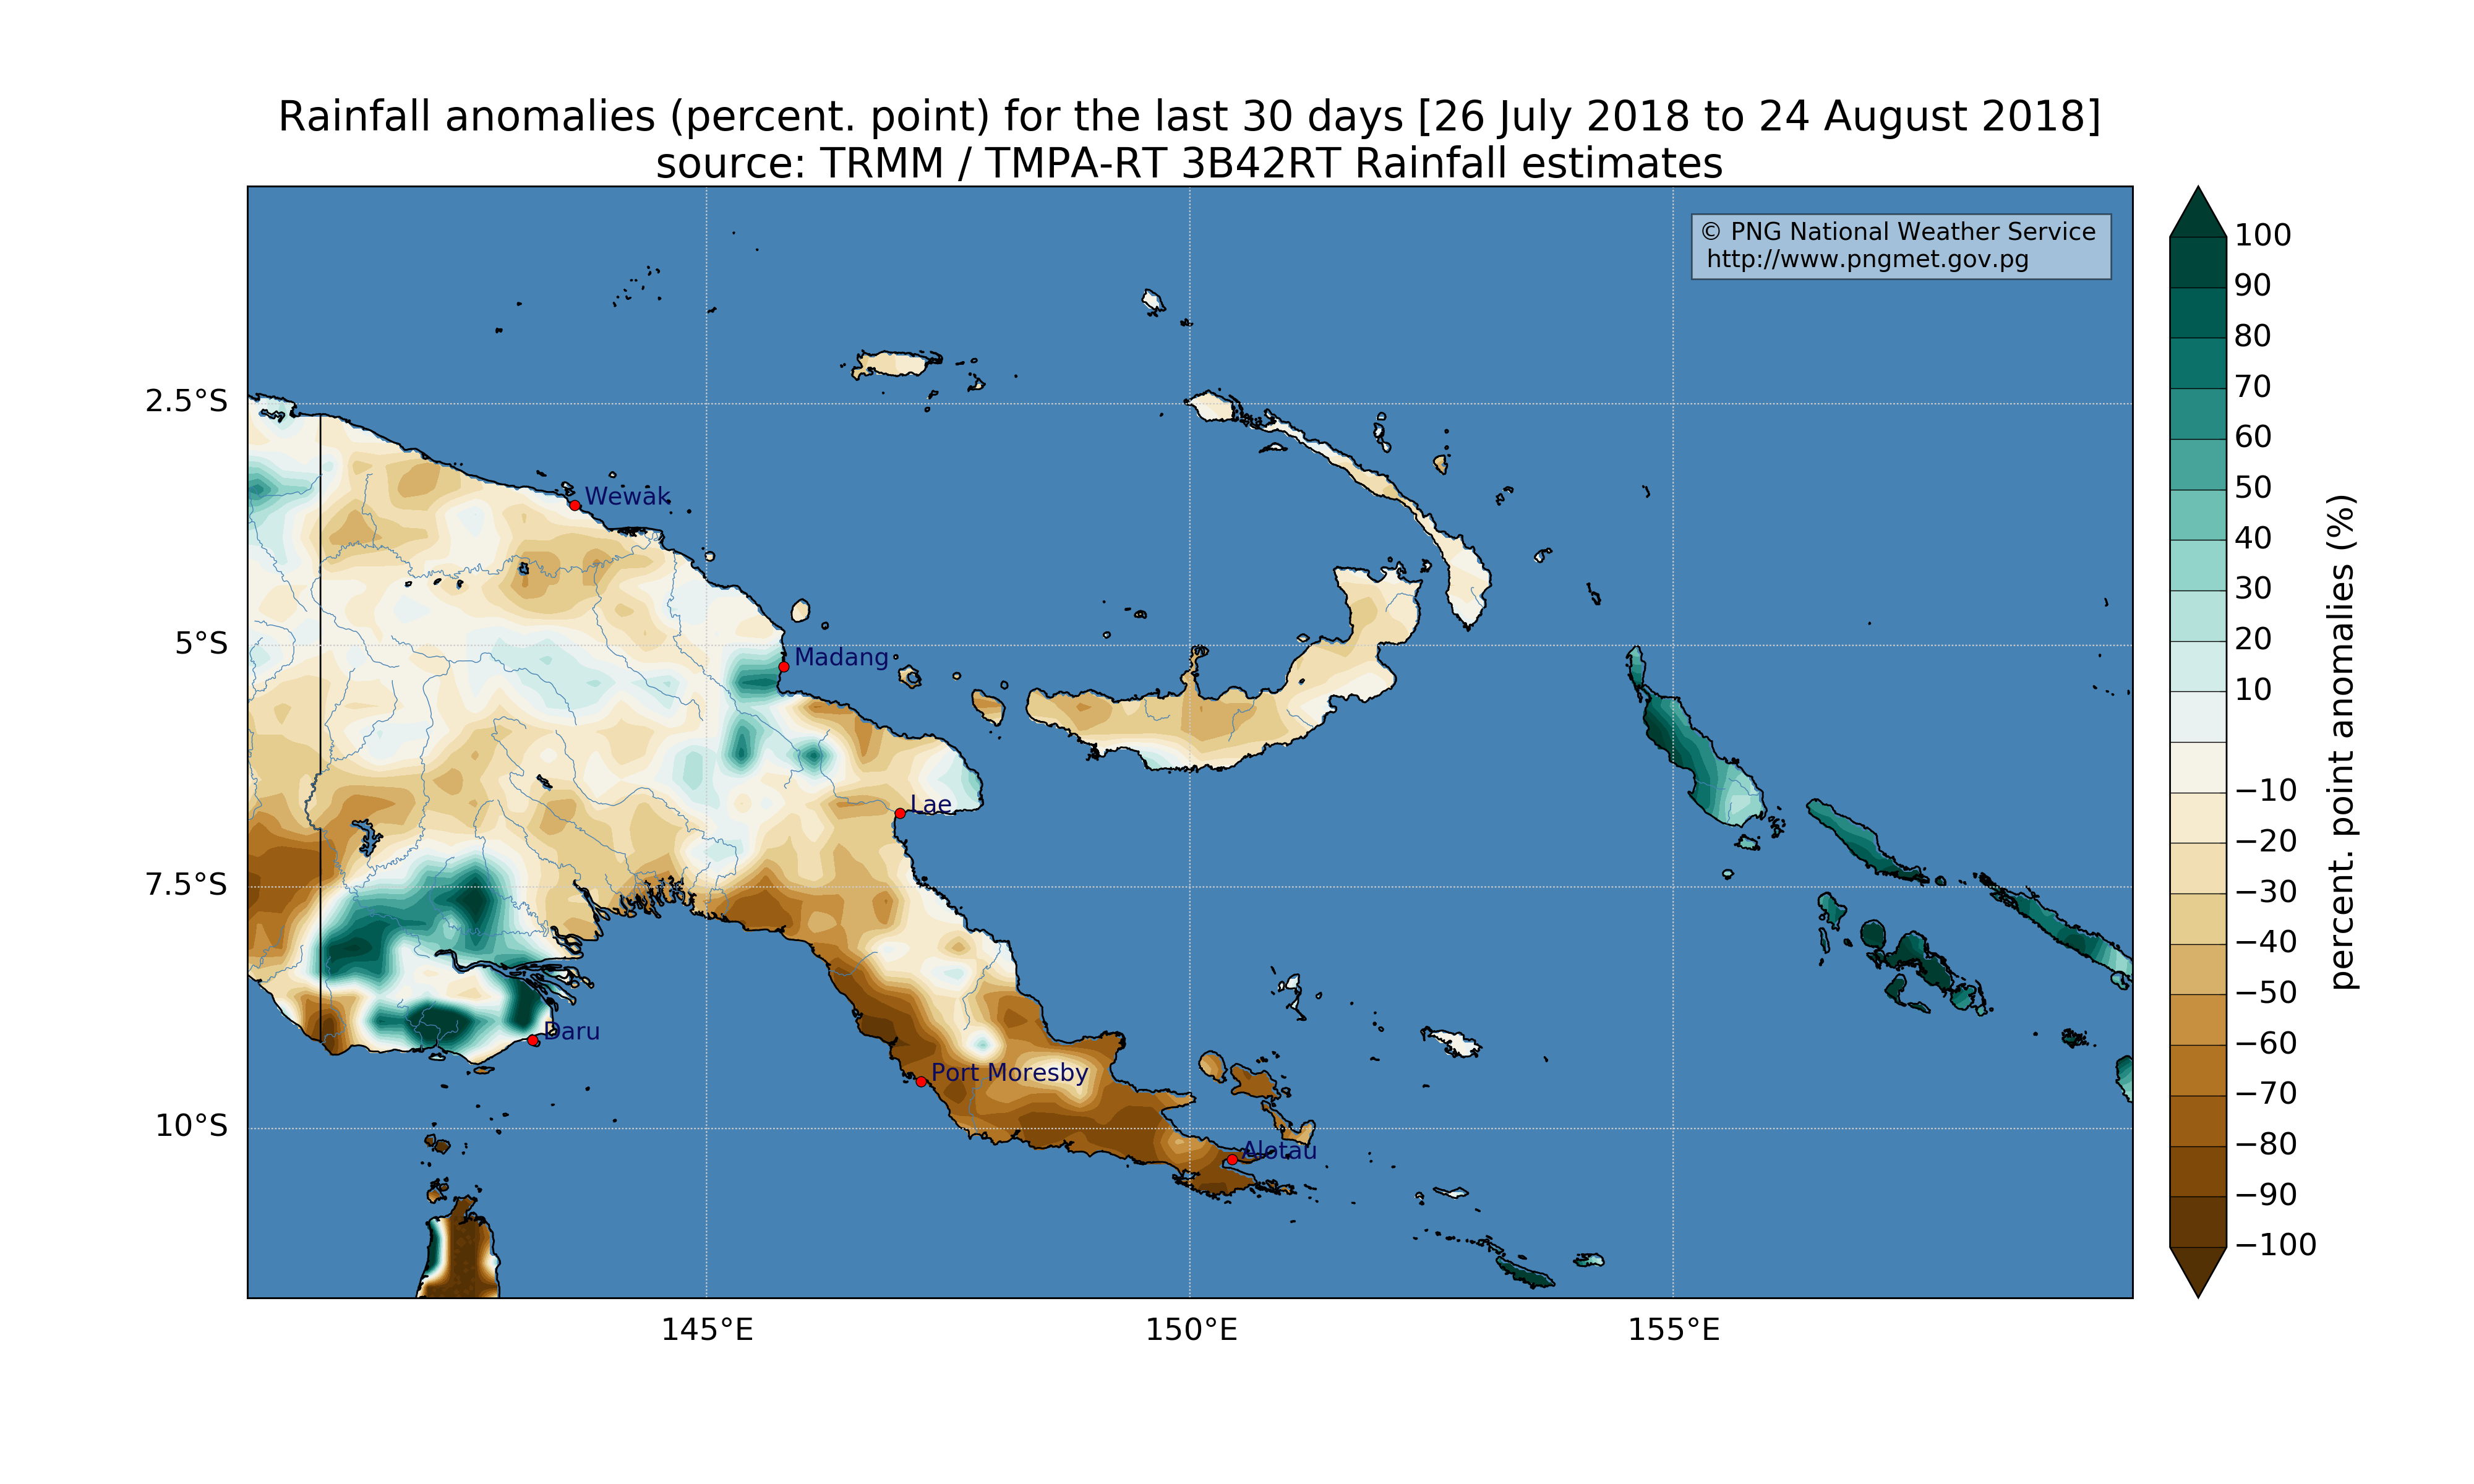 Rainfall anomalies (percent. point) for the last 30 days [26 July 2018 to 24 August 2018]
source: TRMM / TMPA-RT 3B42RT Rainfall estimates
© PNG National Weather Service
http://www.pngmet.gov.pg
2.5°S
5°S
7.5°S
10°S
Wewak
Madang
Lae
Daru
Port Moresby
Alotau
145°E
150°E
155°E
100
90
80
70
60
50
40
30
20
10
−10
−20
−30
−40
−50
−60
−70
−80
−90
−100
percent. point anomalies (%)